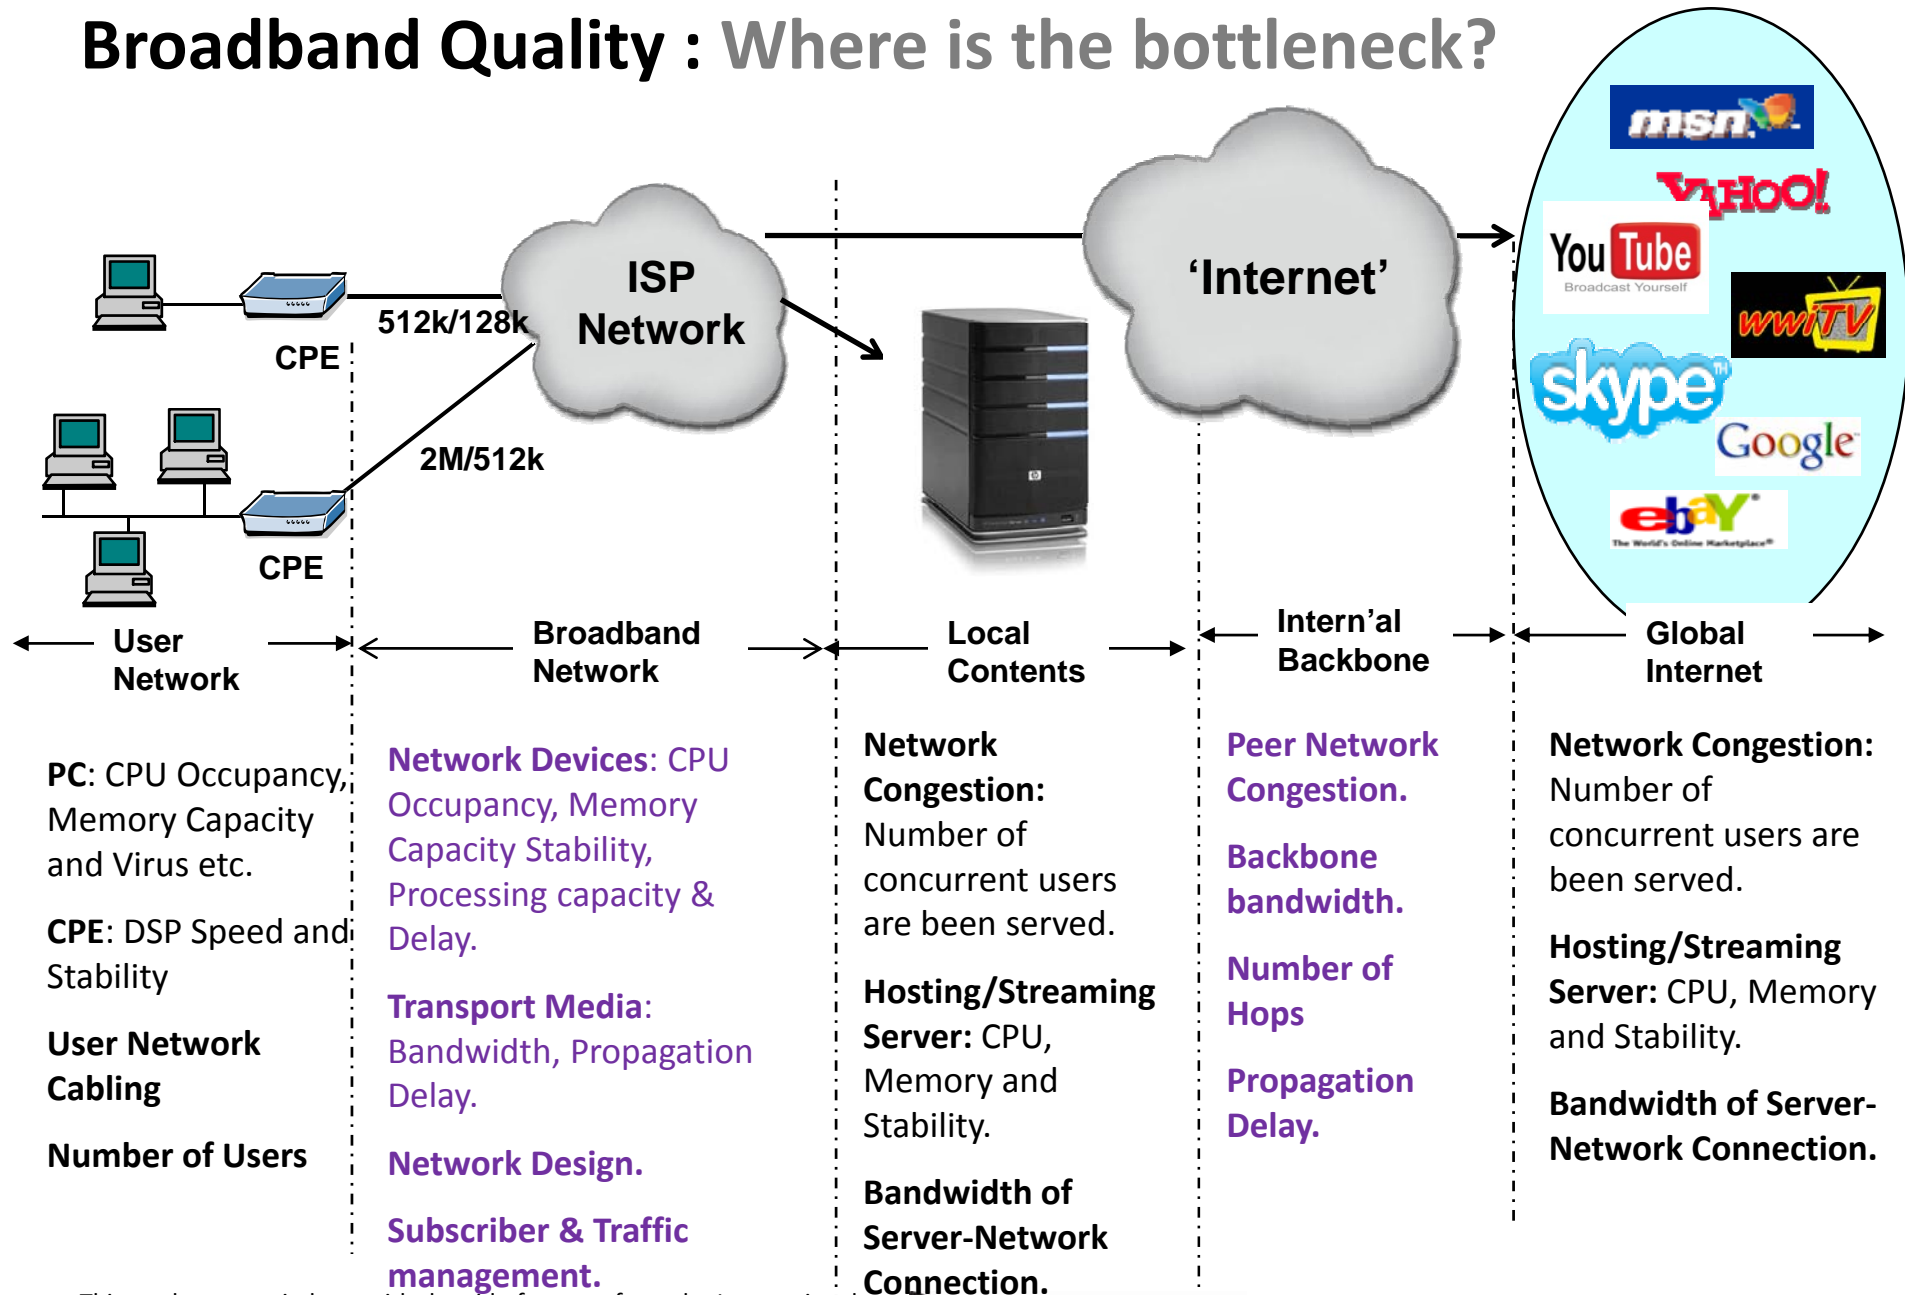 Broadband Quality : Where is the bottleneck?
msn
YAHOO!
You Tube
Broadcast Yourself
wwiTV
skype TM
Google
ebaY
The World's Online Marketplace®
ISP
Network
'Internet'
512k/128k
CPE
2M/512k
CPE
User
Network
Broadband
Network
Local
Contents
Intern'al
Backbone
Global
Internet
PC: CPU Occupancy,
Memory Capacity
and Virus etc.
CPE: DSP Speed and
Stability
User Network
Cabling
Number of Users
Network Devices: CPU
Occupancy, Memory
Capacity Stability,
Processing capacity &
Delay.
Transport Media:
Bandwidth, Propagation
Delay.
Network Design.
Subscriber & Traffic
management.
Network
Congestion:
Number of
concurrent users
are been served.
Hosting/Streaming
Server: CPU,
Memory and
Stability.
Bandwidth of
Server-Network
Connection.
Peer Network
Congestion.
Backbone
bandwidth.
Number of
Hops
Propagation
Delay.
Network Congestion:
Number of
concurrent users are
been served.
Hosting/Streaming
Server: CPU, Memory
and Stability.
Bandwidth of Server-
Network Connection.